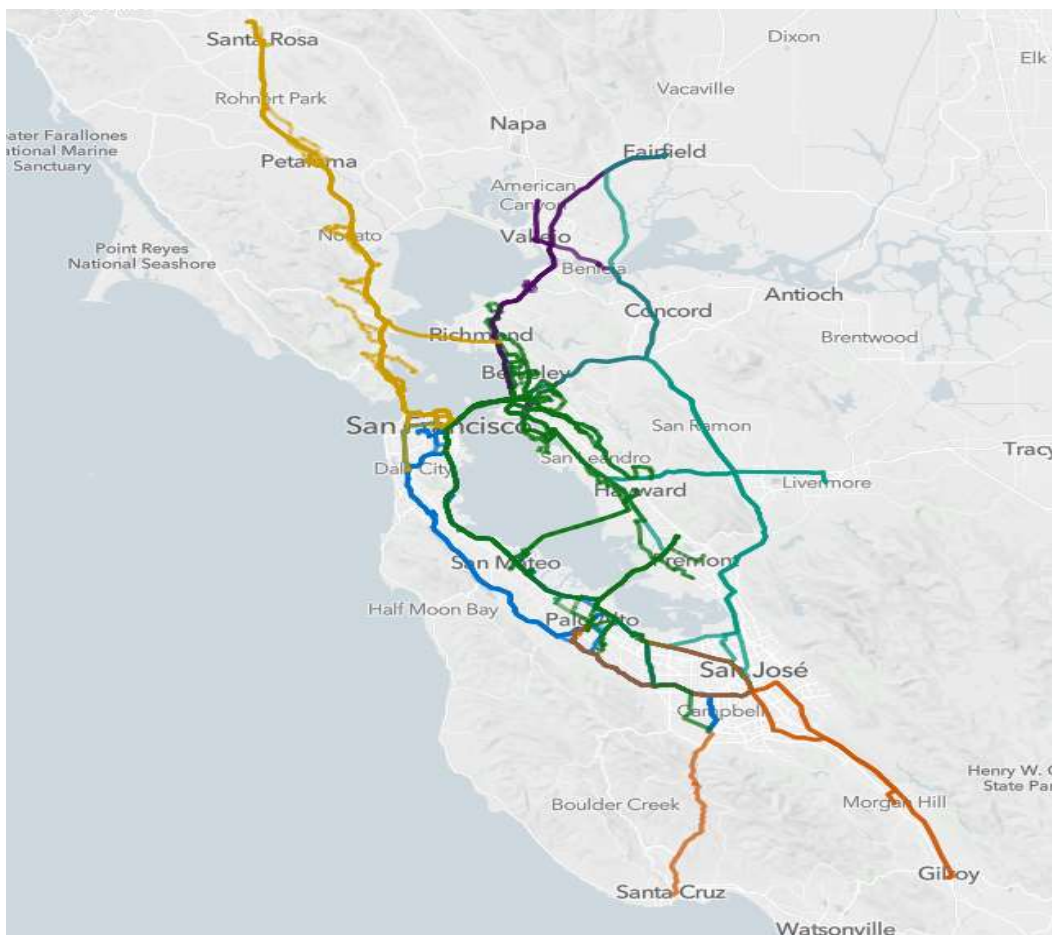 Santa Rosa
Dixon
Elk
Vacaville
Rohnert Park
Napa
eater Farallones
ational Marine
Sanctuary
Petaluma
Fairfield
American
Canyon
Point Reyes
National Seashore
Novato
Vallejo
Benicia
Antioch
Concord
Richmond
Brentwood
Berkeley
San Francisco
San Ramon
Tracy
Daly City
San Leandro
Livermore
Hayward
San Mateo
Fremont
Half Moon Bay
Palo Alto
San José
Campbell
Henry W. C
State Par
Boulder Creek
Morgan Hill
Gilroy
Santa Cruz
Watsonville